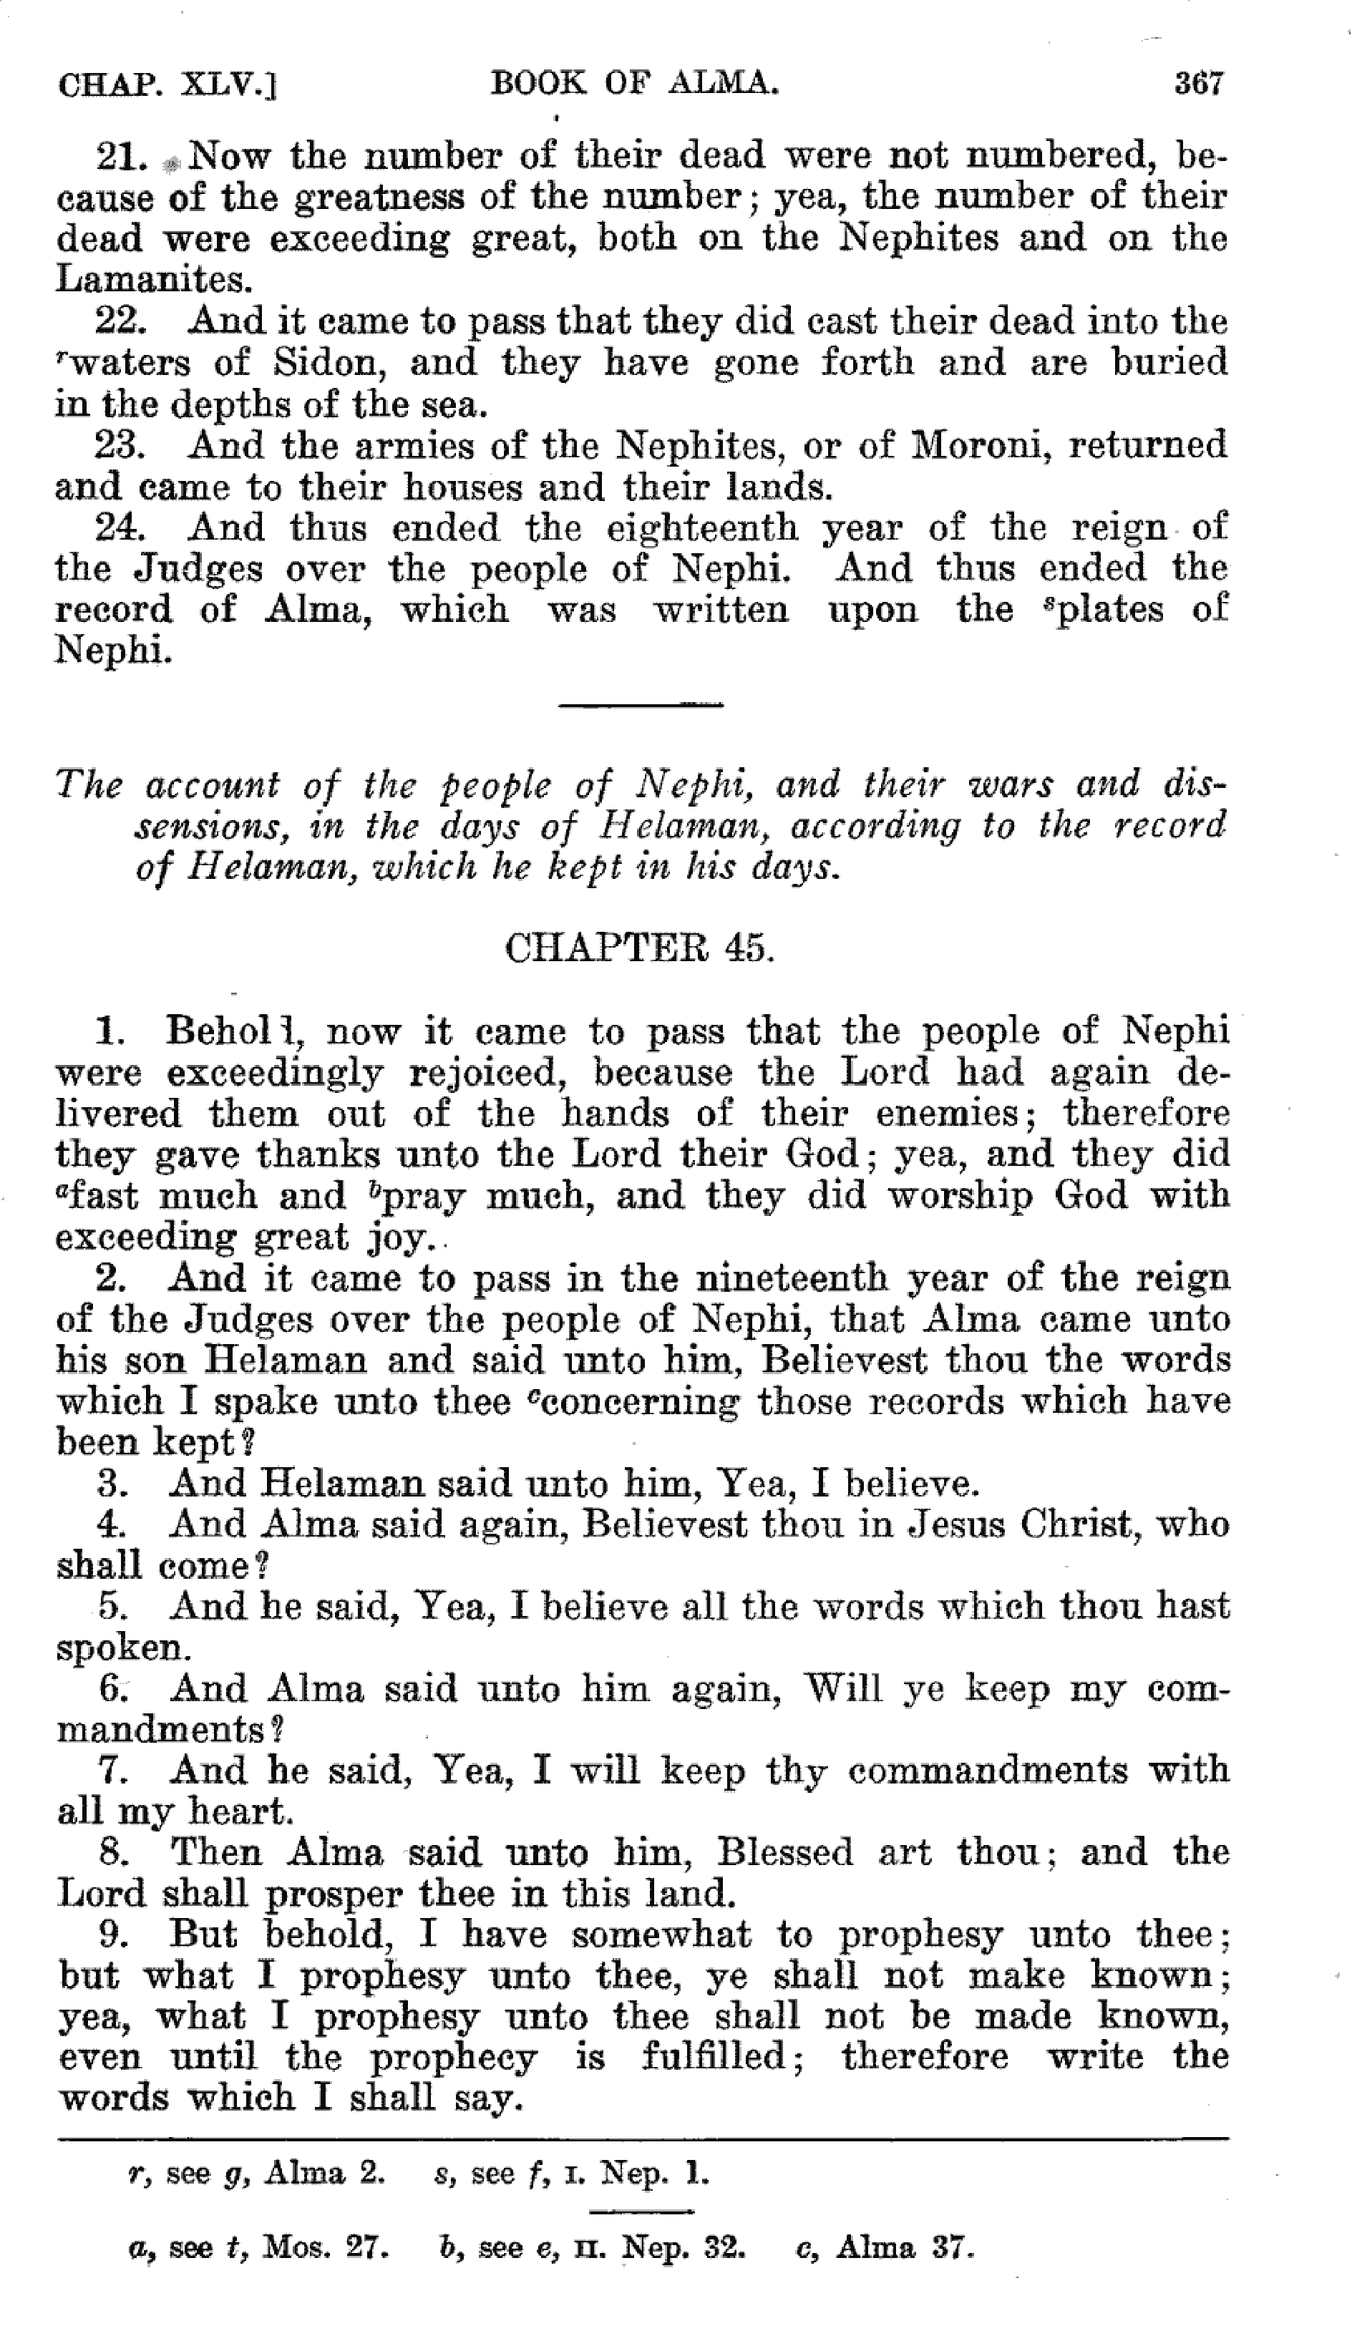 CHAP. XLV.] BOOK OF ALMA. 367
21. Now the number of their dead were not numbered, be-
cause of the greatness of the number; yea, the number of their
dead were exceeding great, both on the Nephites and on the
Lamanites.
22. And it came to pass that they did cast their dead into the
rwaters of Sidon, and they have gone forth and are buried
in the depths of the sea.
23. And the armies of the Nephites, or of Moroni, returned
and came to their houses and their lands.
24. And thus ended the eighteenth year of the reign of
the Judges over the people of Nephi. And thus ended the
record of Alma, which was written upon the splates of
Nephi.
The account of the people of Nephi, and their wars and dis-
sensions, in the days of Helaman, according to the record
of Helaman, which he kept in his days.
CHAPTER 45.
1. Behold, now it came to pass that the people of Nephi
were exceedingly rejoiced, because the Lord had again de-
livered them out of the hands of their enemies; therefore
they gave thanks unto the Lord their God; yea, and they did
afast much and bpray much, and they did worship God with
exceeding great joy.
2. And it came to pass in the nineteenth year of the reign
of the Judges over the people of Nephi, that Alma came unto
his son Helaman and said unto him, Believest thou the words
which I spake unto thee cconcerning those records which have
been kept?
3. And Helaman said unto him, Yea, I believe.
4. And Alma said again, Believest thou in Jesus Christ, who
shall come?
5. And he said, Yea, I believe all the words which thou hast
spoken.
6. And Alma said unto him again, Will ye keep my com-
mandments?
7. And he said, Yea, I will keep thy commandments with
all my heart.
8. Then Alma said unto him, Blessed art thou; and the
Lord shall prosper thee in this land.
9. But behold, I have somewhat to prophesy unto thee;
but what I prophesy unto thee, ye shall not make known;
yea, what I prophesy unto thee shall not be made known,
even until the prophecy is fulfilled; therefore write the
words which I shall say.
r, see g, Alma 2. s, see f, I. Nep. 1.
a, see t, Mos. 27. b, see e, II. Nep. 32. c, Alma 37.